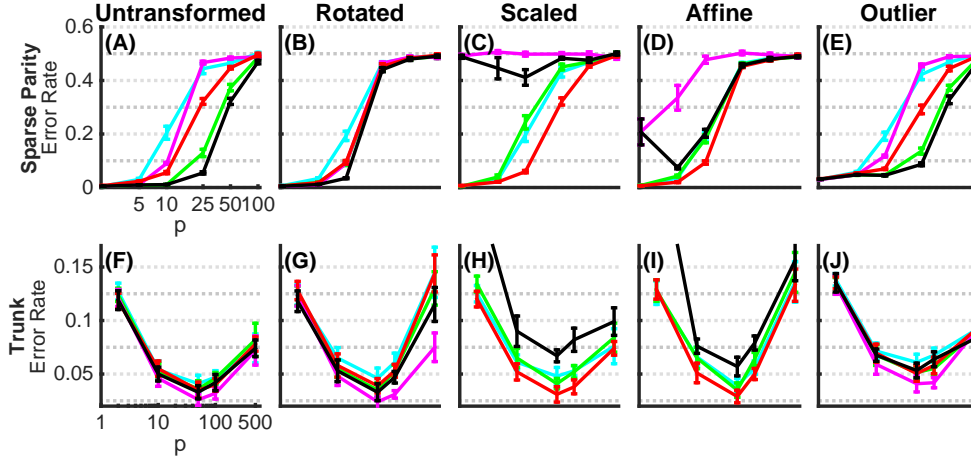 Untransformed Rotated Scaled Affine Outlier
Sparse Parity
Error Rate
0.6
0.4
0.2
0
(A) (B) (C) (D) (E)
5 10 25 50 100
p
Trunk
Error Rate
0.15
0.1
0.05
(F) (G) (H) (I) (J)
1 10 100 500
p